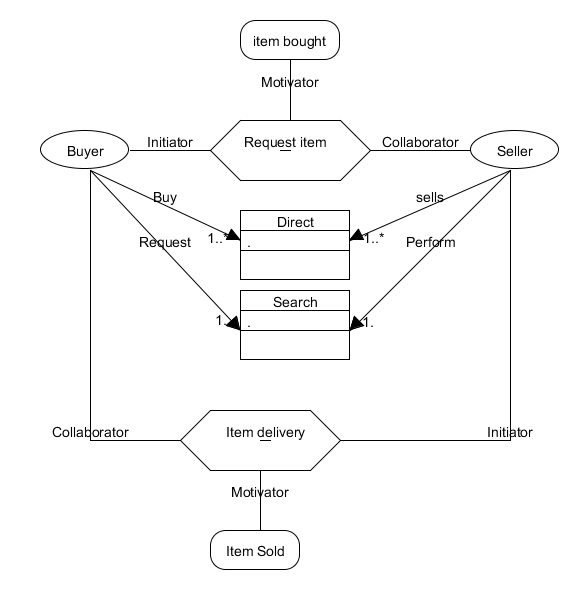 item bought
Motivator
Initiator
Request item
Collaborator
Buyer
Seller
Buy
sells
Direct
1..*
.
1..*
Request
Perform
Search
1.
.
1.
Collaborator
Item delivery
Initiator
Motivator
Item Sold